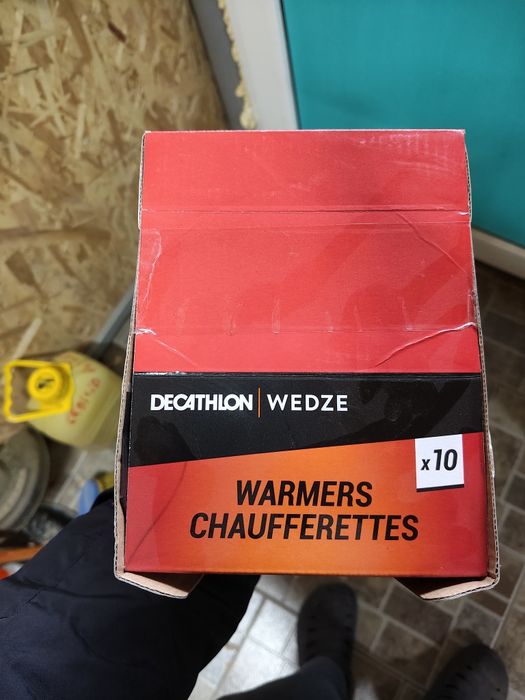 DECATHLON | WEDZE
x10
WARMERS
CHAUFFERETTES